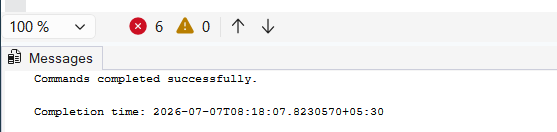 100 % 6 0
Messages
Commands completed successfully.
Completion time: 2026-07-07T08:18:07.8230570+05:30